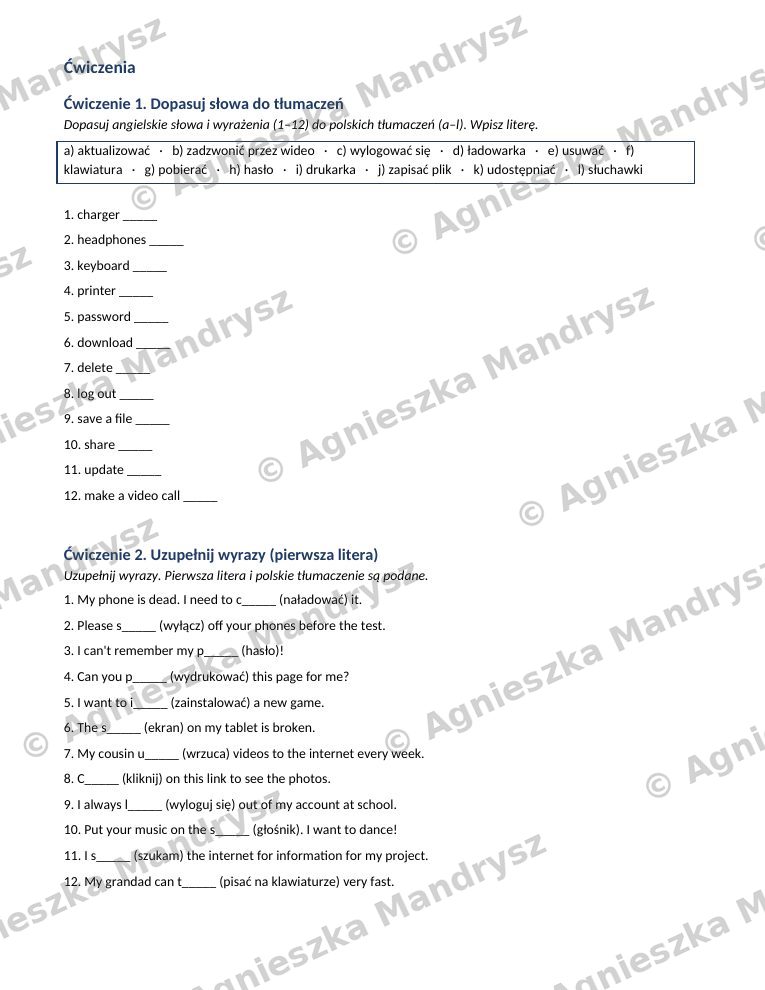 Ćwiczenia
Ćwiczenie 1. Dopasuj słowa do tłumaczeń
Dopasuj angielskie słowa i wyrażenia (1–12) do polskich tłumaczeń (a–l). Wpisz literę.
a) aktualizować · b) zadzwonić przez wideo · c) wylogować się · d) ładowarka · e) usuwać · f)
klawiatura · g) pobierać · h) hasło · i) drukarka · j) zapisać plik · k) udostępniać · l) słuchawki
1. charger _____
2. headphones _____
3. keyboard _____
4. printer _____
5. password _____
6. download _____
7. delete _____
8. log out _____
9. save a file _____
10. share _____
11. update _____
12. make a video call _____
Ćwiczenie 2. Uzupełnij wyrazy (pierwsza litera)
Uzupełnij wyrazy. Pierwsza litera i polskie tłumaczenie są podane.
1. My phone is dead. I need to c_____ (naładować) it.
2. Please s_____ (wyłącz) off your phones before the test.
3. I can't remember my p_____ (hasło)!
4. Can you p_____ (wydrukować) this page for me?
5. I want to i_____ (zainstalować) a new game.
6. The s_____ (ekran) on my tablet is broken.
7. My cousin u_____ (wrzuca) videos to the internet every week.
8. C_____ (kliknij) on this link to see the photos.
9. I always l_____ (wyloguj się) out of my account at school.
10. Put your music on the s_____ (głośnik). I want to dance!
11. I s_____ (szukam) the internet for information for my project.
12. My grandad can t_____ (pisać na klawiaturze) very fast.
© Agnieszka Mandrysz